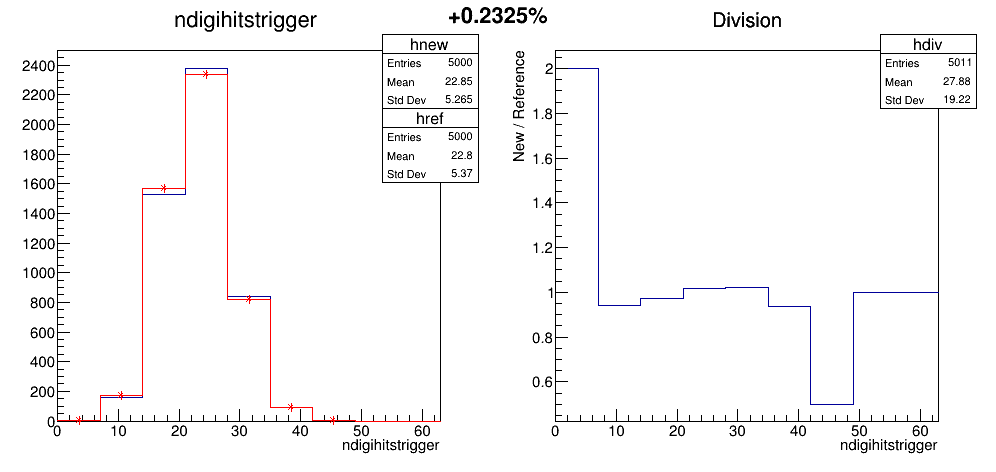 +0.2325%
ndigihitstrigger
hnew
Entries 5000
Mean 22.85
Std Dev 5.265
href
Entries 5000
Mean 22.8
Std Dev 5.37
2400
2200
2000
1800
1600
1400
1200
1000
800
600
400
200
0
0 10 20 30 40 50 60
ndigihitstrigger
Division
hdiv
Entries 5011
Mean 27.88
Std Dev 19.22
New / Reference
2
1.8
1.6
1.4
1.2
1
0.8
0.6
0 10 20 30 40 50 60
ndigihitstrigger